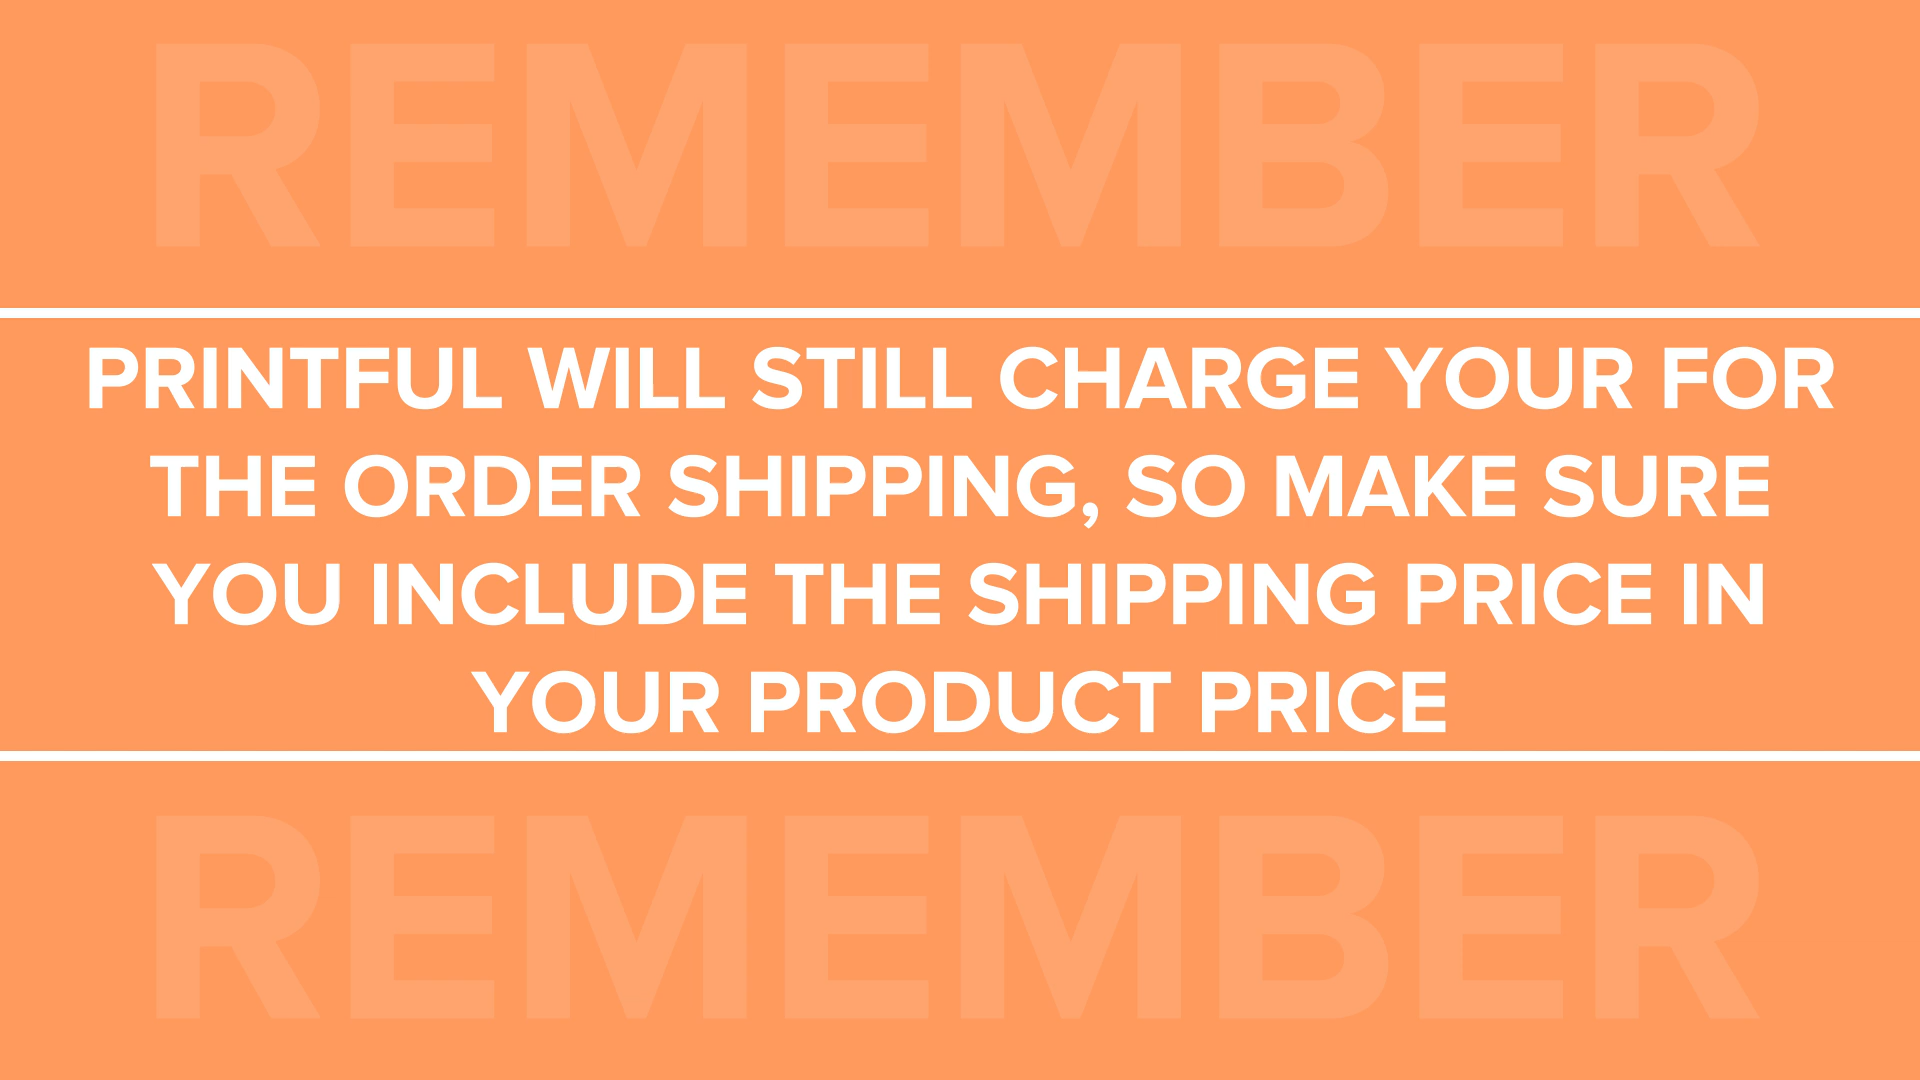 REMEMBER
PRINTFUL WILL STILL CHARGE YOUR FOR
THE ORDER SHIPPING, SO MAKE SURE
YOU INCLUDE THE SHIPPING PRICE IN
YOUR PRODUCT PRICE
REMEMBER